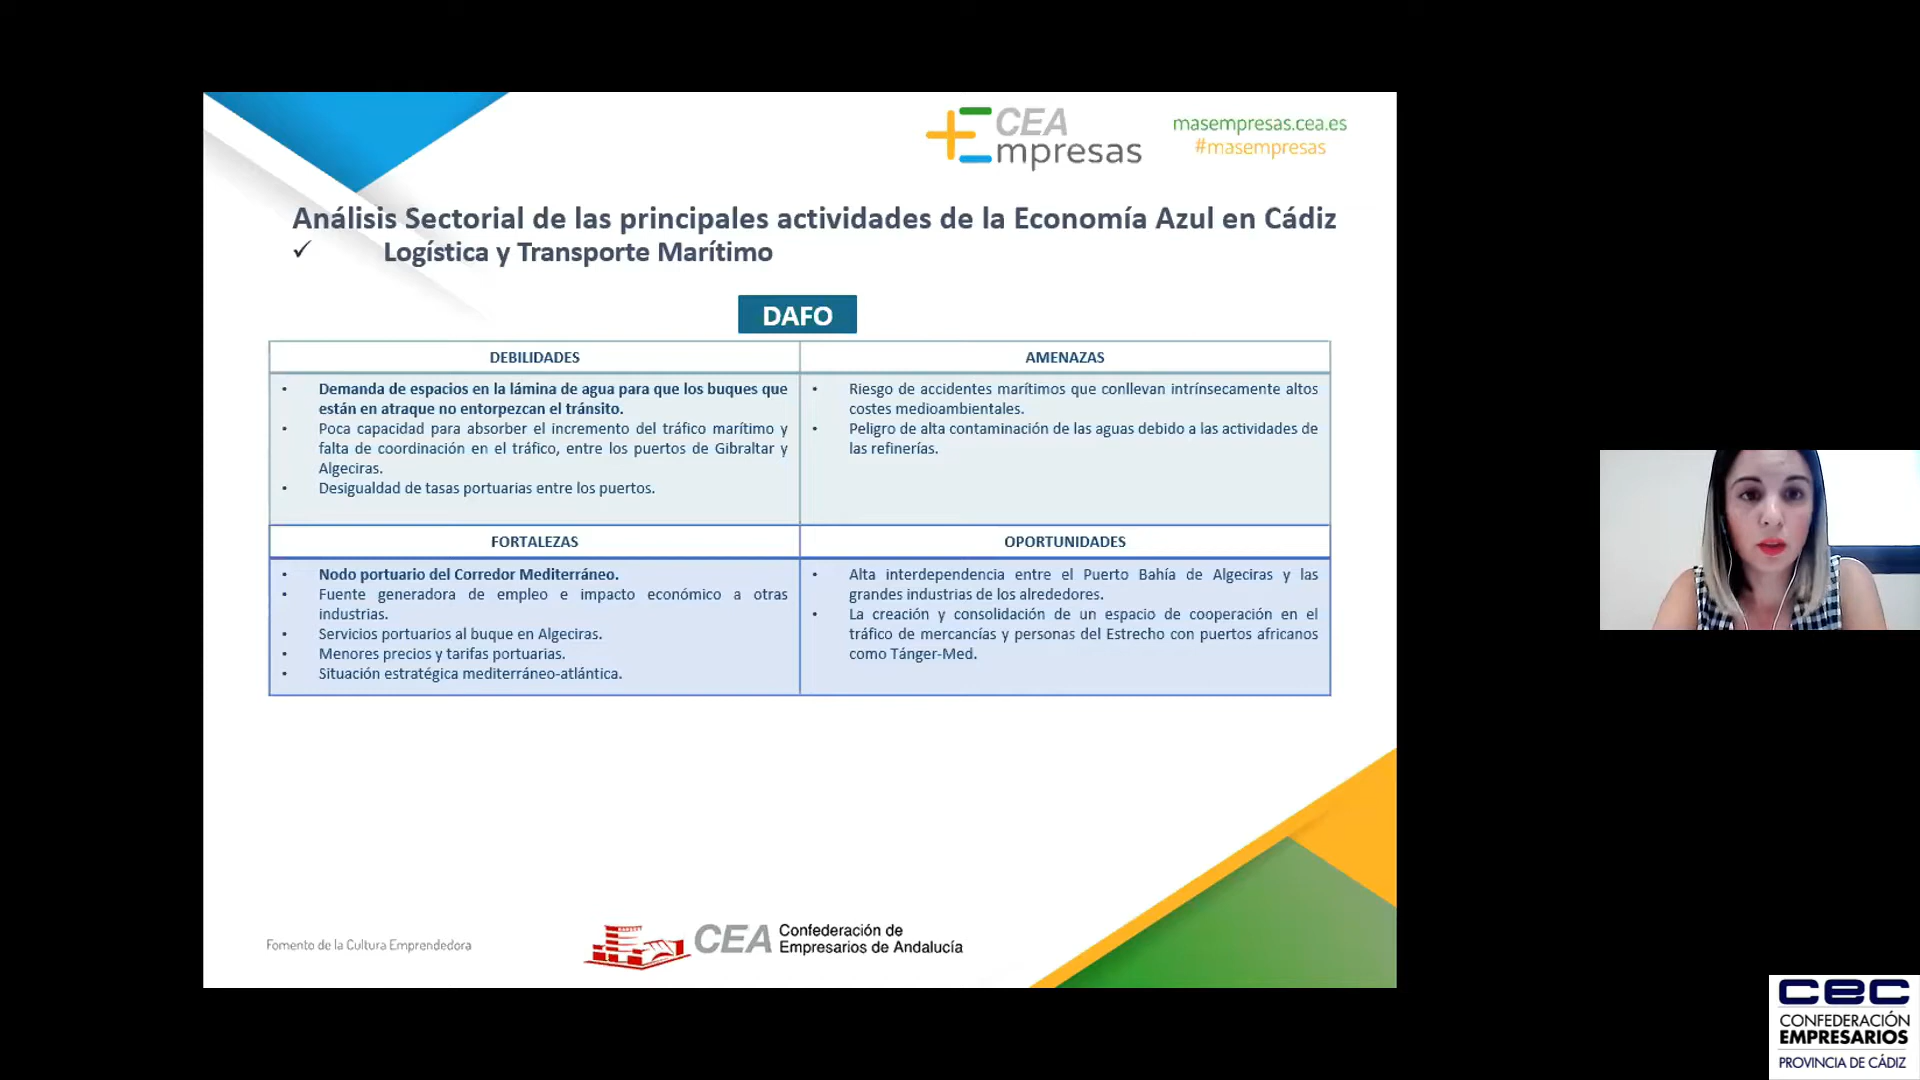 CEA
Empresas
masempresas.cea.es
#masempresas
Análisis Sectorial de las principales actividades de la Economía Azul en Cádiz
✓ Logística y Transporte Marítimo
DAFO
DEBILIDADES
• Demanda de espacios en la lámina de agua para que los buques que
están en atraque no entorpezcan el tránsito.
• Poca capacidad para absorber el incremento del tráfico marítimo y
falta de coordinación en el tráfico, entre los puertos de Gibraltar y
Algeciras.
• Desigualdad de tasas portuarias entre los puertos.
AMENAZAS
• Riesgo de accidentes marítimos que conllevan intrínsecamente altos
costes medioambientales.
• Peligro de alta contaminación de las aguas debido a las actividades de
las refinerías.
FORTALEZAS
• Nodo portuario del Corredor Mediterráneo.
• Fuente generadora de empleo e impacto económico a otras
industrias.
• Servicios portuarios al buque en Algeciras.
• Menores precios y tarifas portuarias.
• Situación estratégica mediterráneo-atlántica.
OPORTUNIDADES
• Alta interdependencia entre el Puerto Bahía de Algeciras y las
grandes industrias de los alrededores.
• La creación y consolidación de un espacio de cooperación en el
tráfico de mercancías y personas del Estrecho con puertos africanos
como Tánger-Med.
Fomento de la Cultura Emprendedora
CEA Confederación de
Empresarios de Andalucía
cec
CONFEDERACIÓN
EMPRESARIOS
PROVINCIA DE CÁDIZ